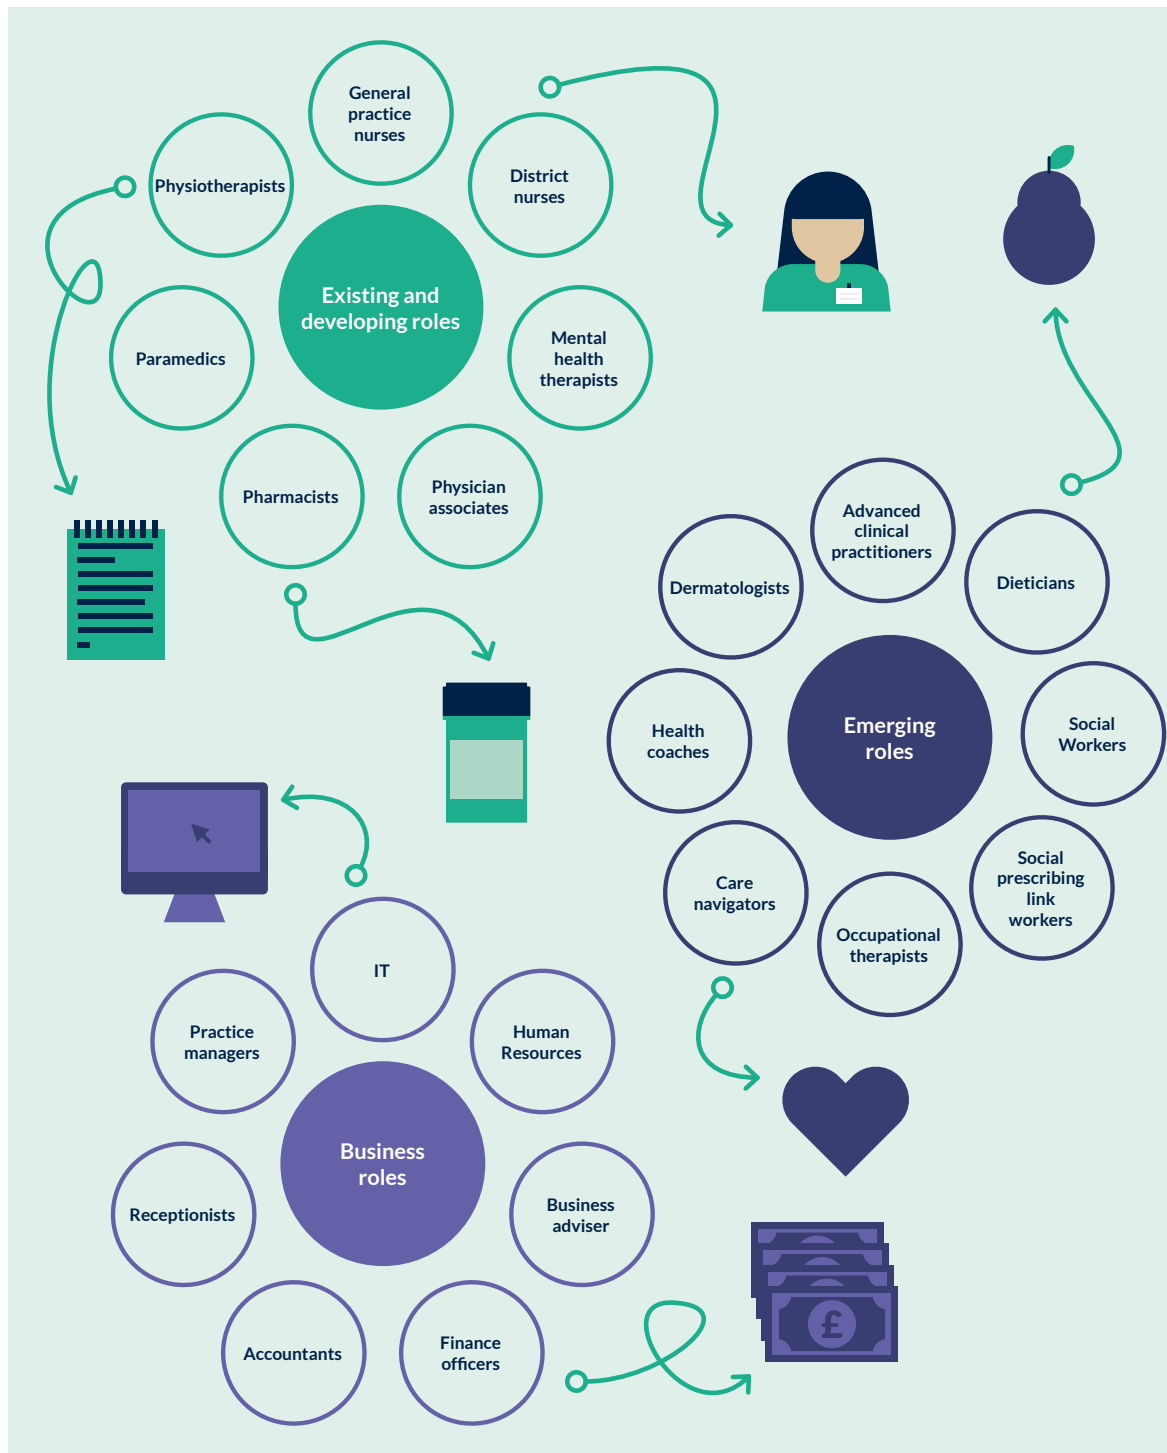 General
practice
nurses
Physiotherapists
District
nurses
Existing and
developing roles
Paramedics
Mental
health
therapists
Pharmacists
Physician
associates
Advanced
clinical
practitioners
Dermatologists
Dieticians
Emerging
roles
Health
coaches
Social
Workers
Care
navigators
Social
prescribing
link
workers
Occupational
therapists
IT
Practice
managers
Human
Resources
Business
roles
Receptionists
Business
adviser
Accountants
Finance
officers
£